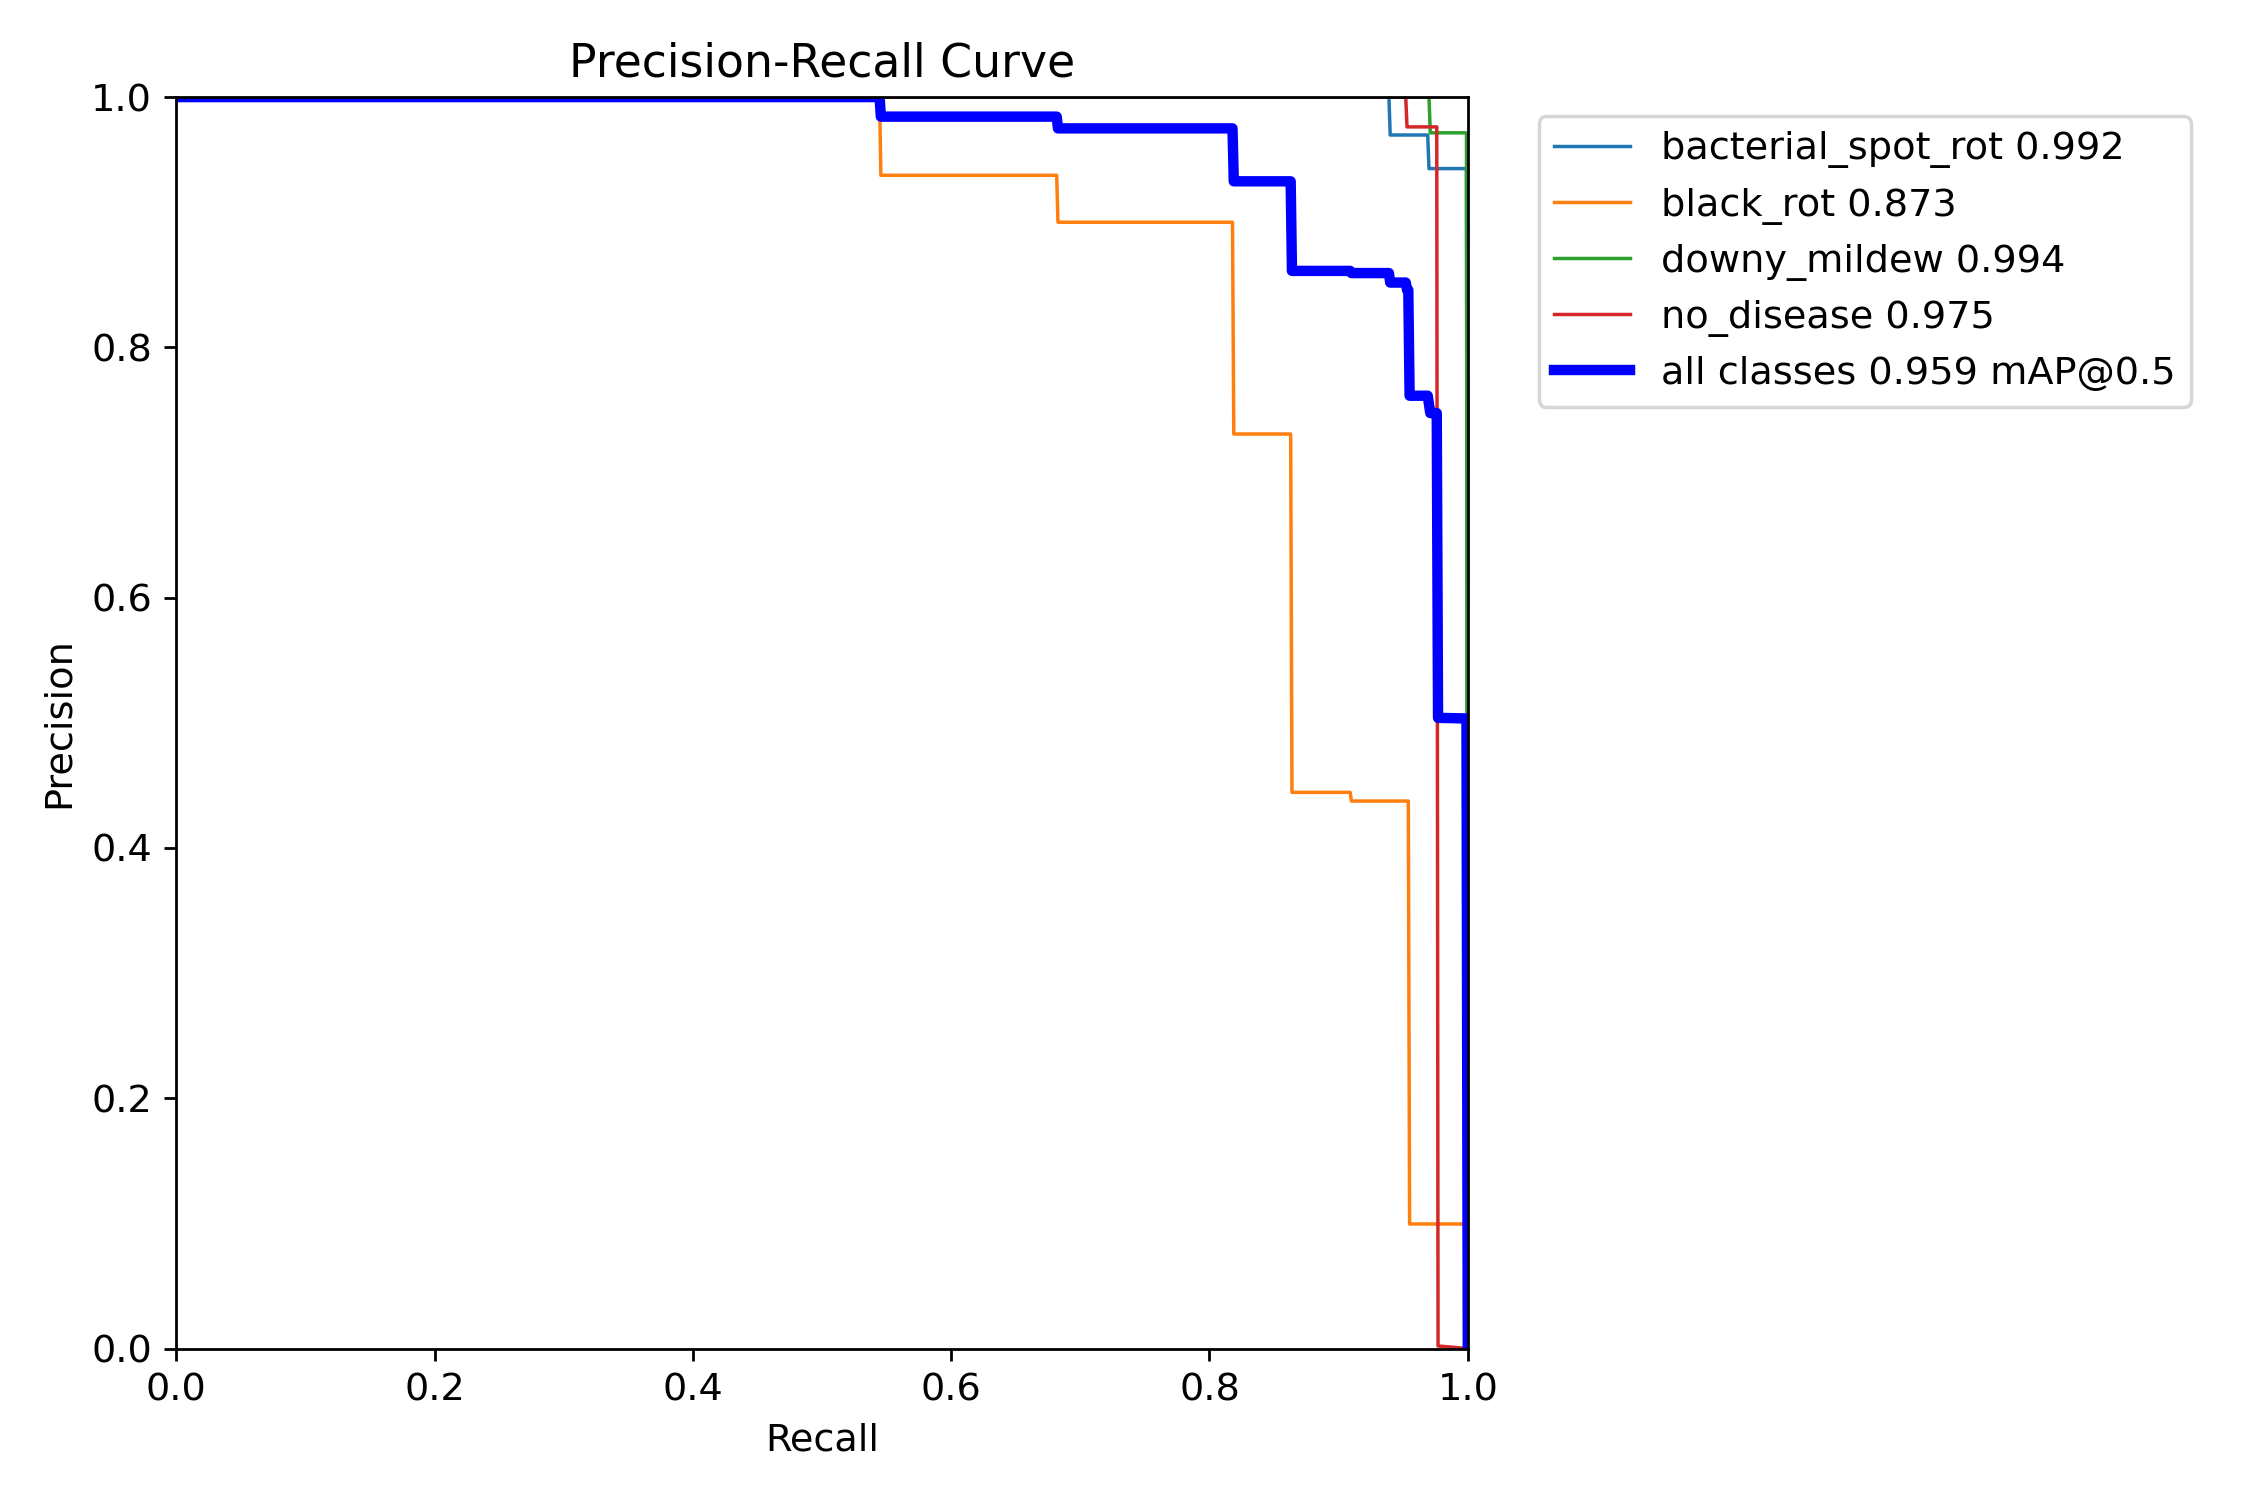 Precision-Recall Curve
1.0
0.8
0.6
0.4
0.2
0.0
Precision
0.0 0.2 0.4 0.6 0.8 1.0
Recall
bacterial_spot_rot 0.992
black_rot 0.873
downy_mildew 0.994
no_disease 0.975
all classes 0.959 mAP@0.5